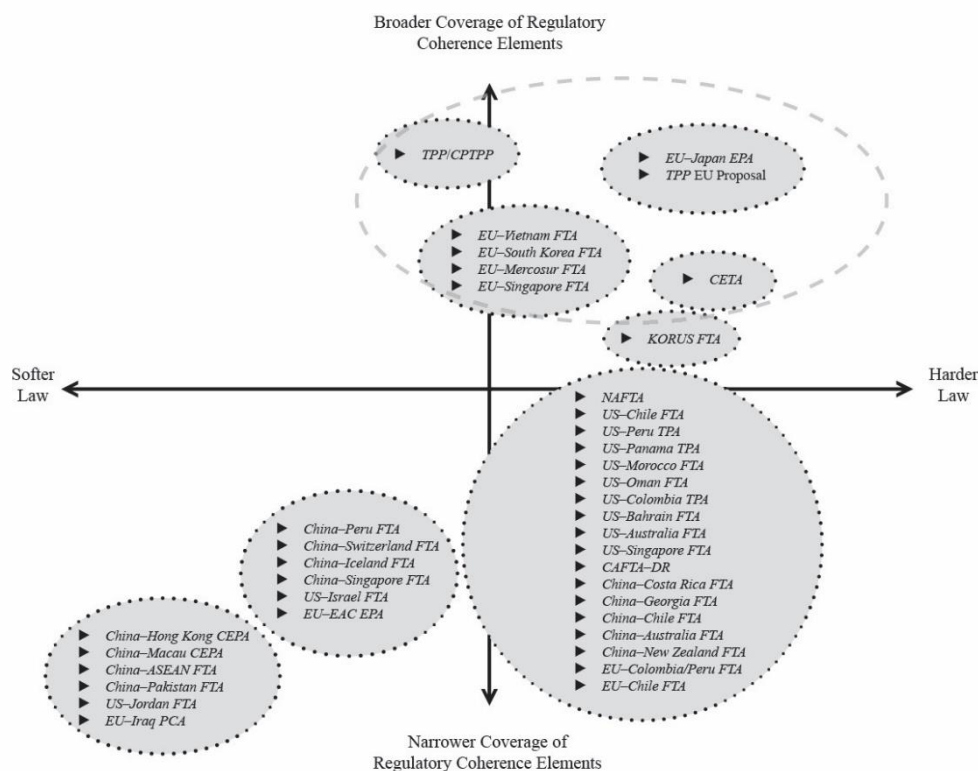 Broader Coverage of Regulatory
Coherence Elements
► TPP/CPTPP
► EU–Japan EPA
► TPP EU Proposal
► EU–Vietnam FTA
► EU–South Korea FTA
► EU–Mercosur FTA
► EU–Singapore FTA
► CETA
► KORUS FTA
Softer
Law
Harder
Law
► NAFTA
► US–Chile FTA
► US–Peru TPA
► US–Panama TPA
► US–Morocco FTA
► US–Oman FTA
► US–Colombia TPA
► US–Bahrain FTA
► US–Australia FTA
► US–Singapore FTA
► CAFTA–DR
► China–Costa Rica FTA
► China–Georgia FTA
► China–Chile FTA
► China–Australia FTA
► China–New Zealand FTA
► EU–Colombia/Peru FTA
► EU–Chile FTA
► China–Peru FTA
► China–Switzerland FTA
► China–Iceland FTA
► China–Singapore FTA
► US–Israel FTA
► EU–EAC EPA
► China–Hong Kong CEPA
► China–Macau CEPA
► China–ASEAN FTA
► China–Pakistan FTA
► US–Jordan FTA
► EU–Iraq PCA
Narrower Coverage of
Regulatory Coherence Elements